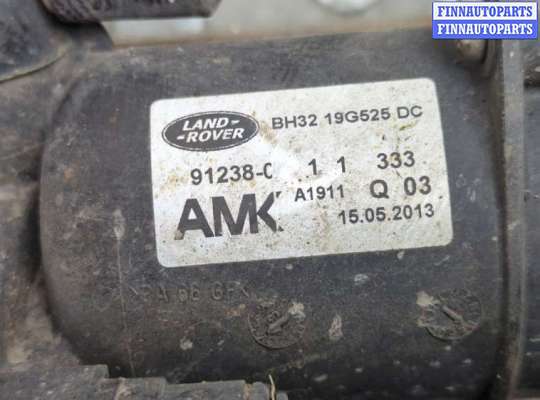 FINNAUTOPARTS
FINNAUTOPARTS
LAND-
-ROVER
BH32 19G525 DC
91238-0 1 1 333
AMK A1911 Q 03
15.05.2013